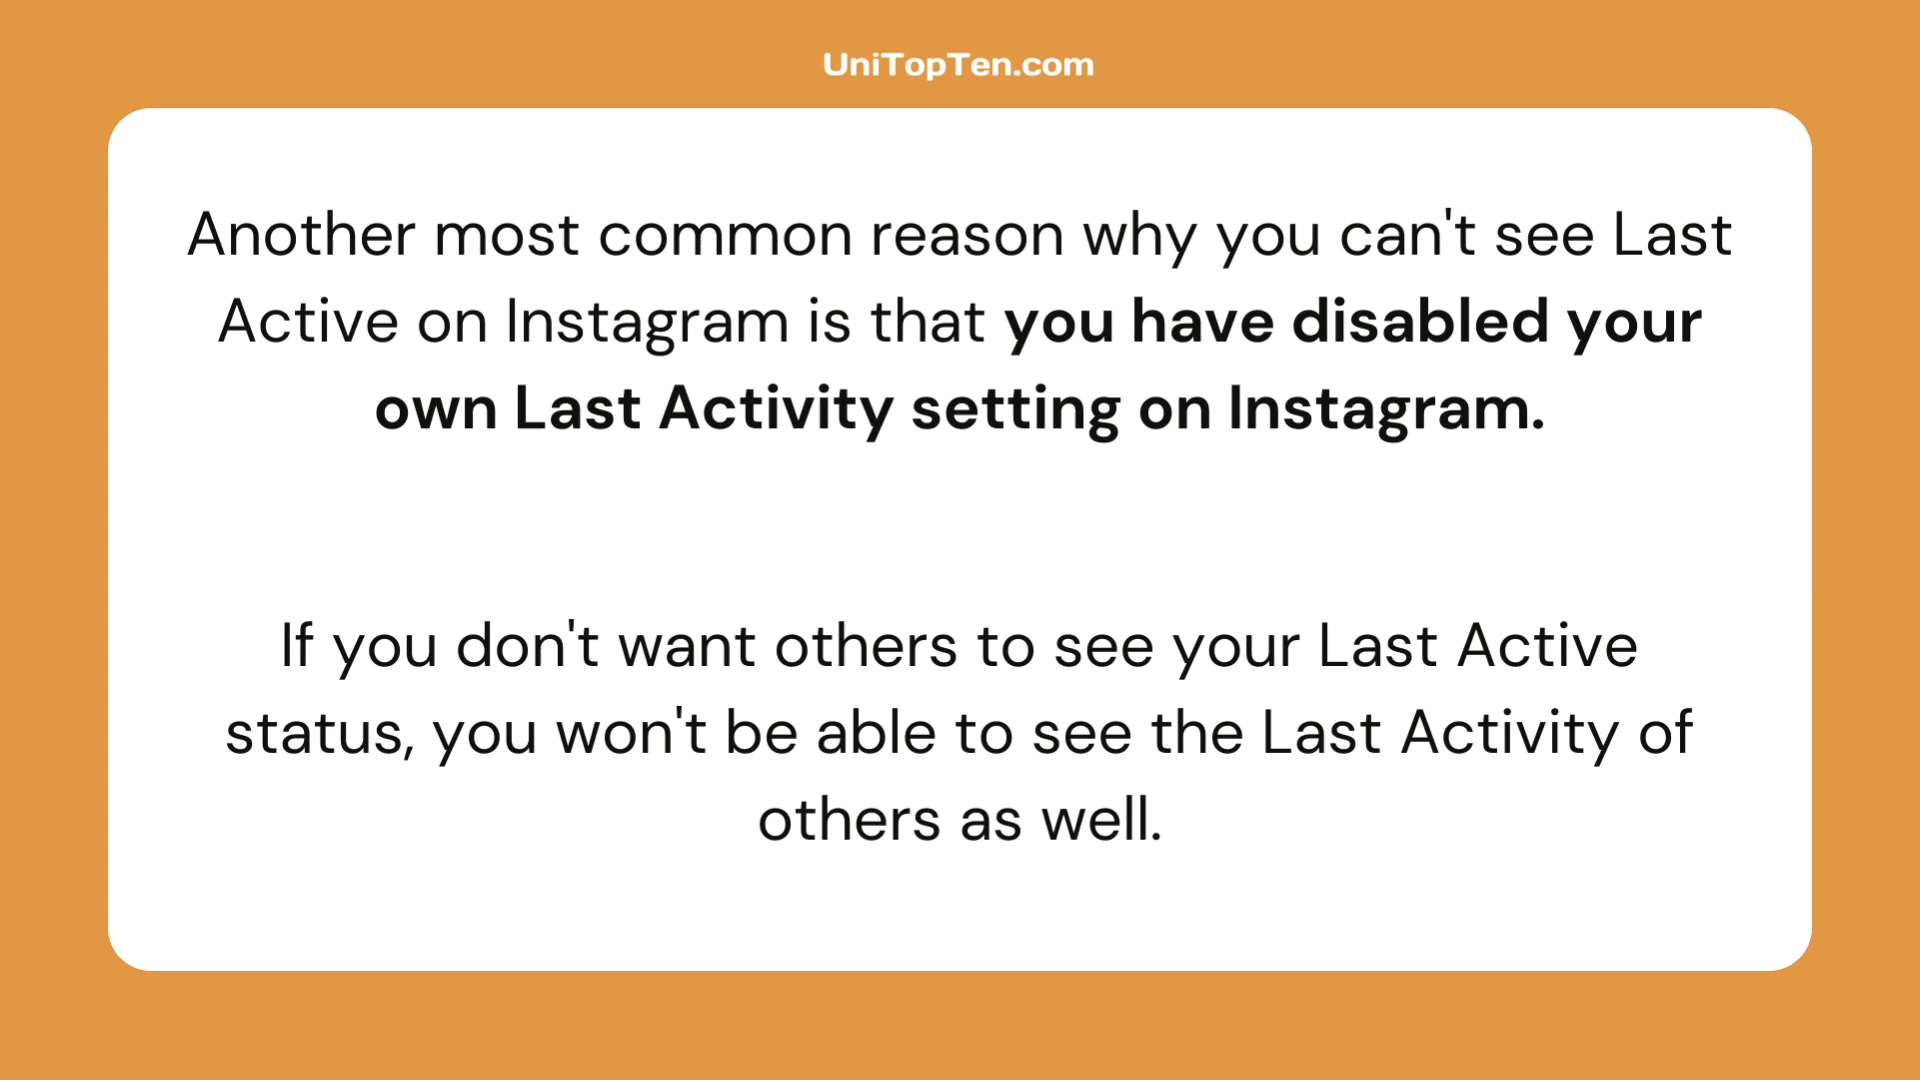 UniTopTen.com
Another most common reason why you can't see Last
Active on Instagram is that you have disabled your
own Last Activity setting on Instagram.
If you don't want others to see your Last Active
status, you won't be able to see the Last Activity of
others as well.